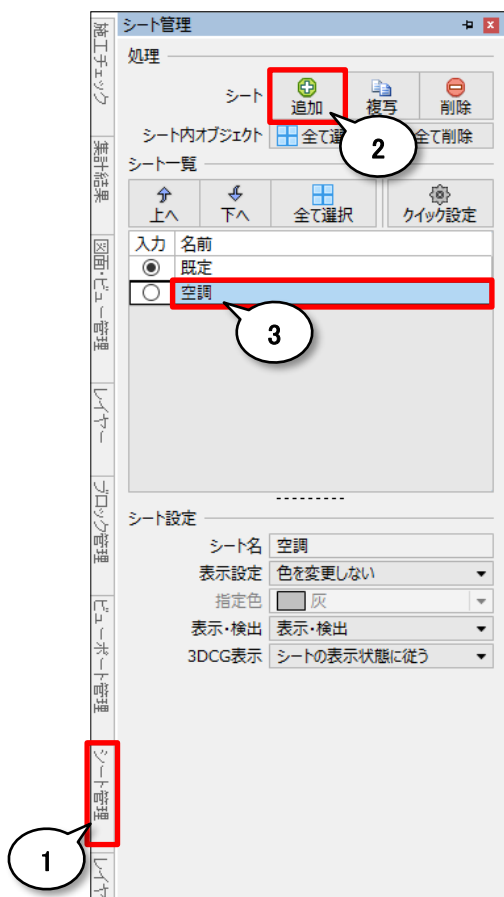 シート管理
処理
シート
追加
複写
削除
シート内オブジェクト
全て選
全て削除
2
シート一覧
上へ
下へ
全て選択
クイック設定
入力 名前
既定
空調
3
シート設定
シート名 空調
表示設定 色を変更しない
指定色 灰
表示・検出 表示・検出
3DCG表示 シートの表示状態に従う
施工チェック
集計結果
図面・ビュー管理
レイヤー
ブロック管理
ビューポート管理
シート管理
1
レイヤ